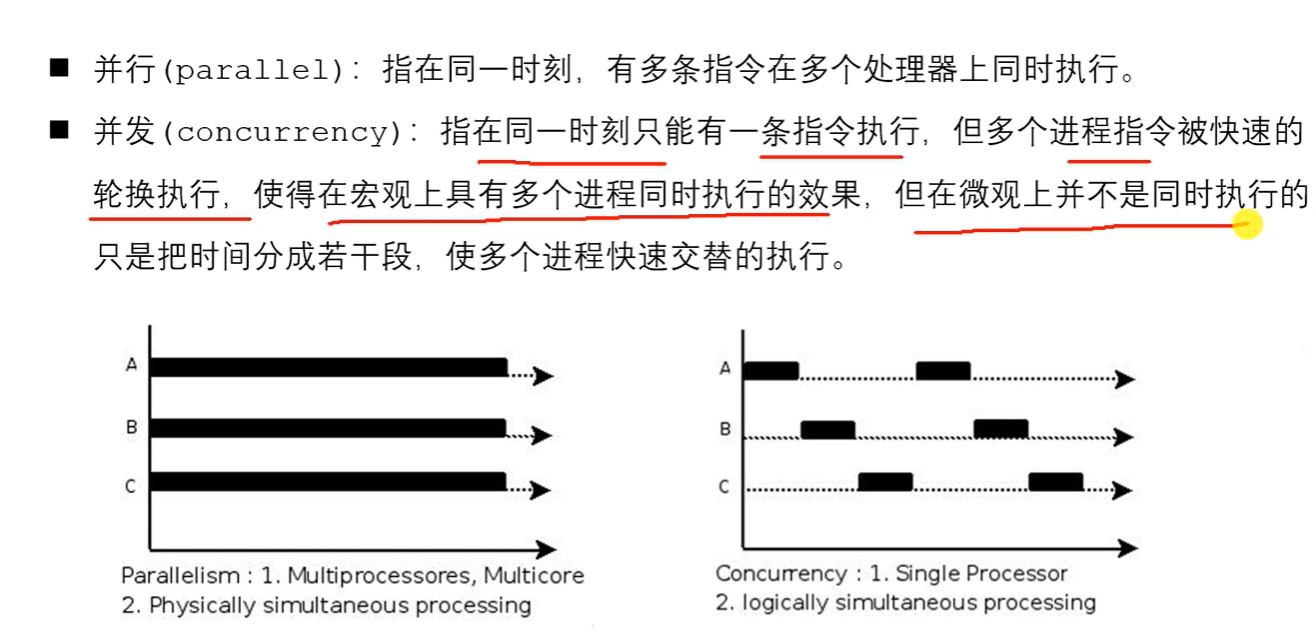 ■ 并行(parallel)：指在同一时刻，有多条指令在多个处理器上同时执行。
■ 并发(concurrency)：指在同一时刻只能有一条指令执行，但多个进程指令被快速的
轮换执行，使得在宏观上具有多个进程同时执行的效果，但在微观上并不是同时执行的
只是把时间分成若干段，使多个进程快速交替的执行。
A
B
C
Parallelism : 1. Multiprocessores, Multicore
2. Physically simultaneous processing
A
B
C
Concurrency : 1. Single Processor
2. logically simultaneous processing